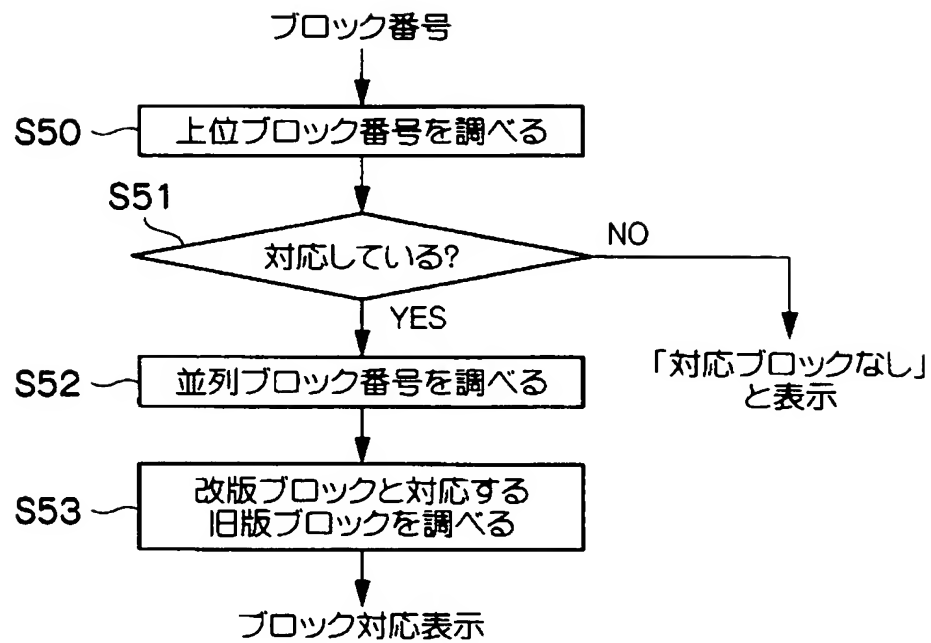 ブロック番号
S50
上位ブロック番号を調べる
S51
対応している?
NO
YES
「対応ブロックなし」
と表示
S52
並列ブロック番号を調べる
S53
改版ブロックと対応する
旧版ブロックを調べる
ブロック対応表示